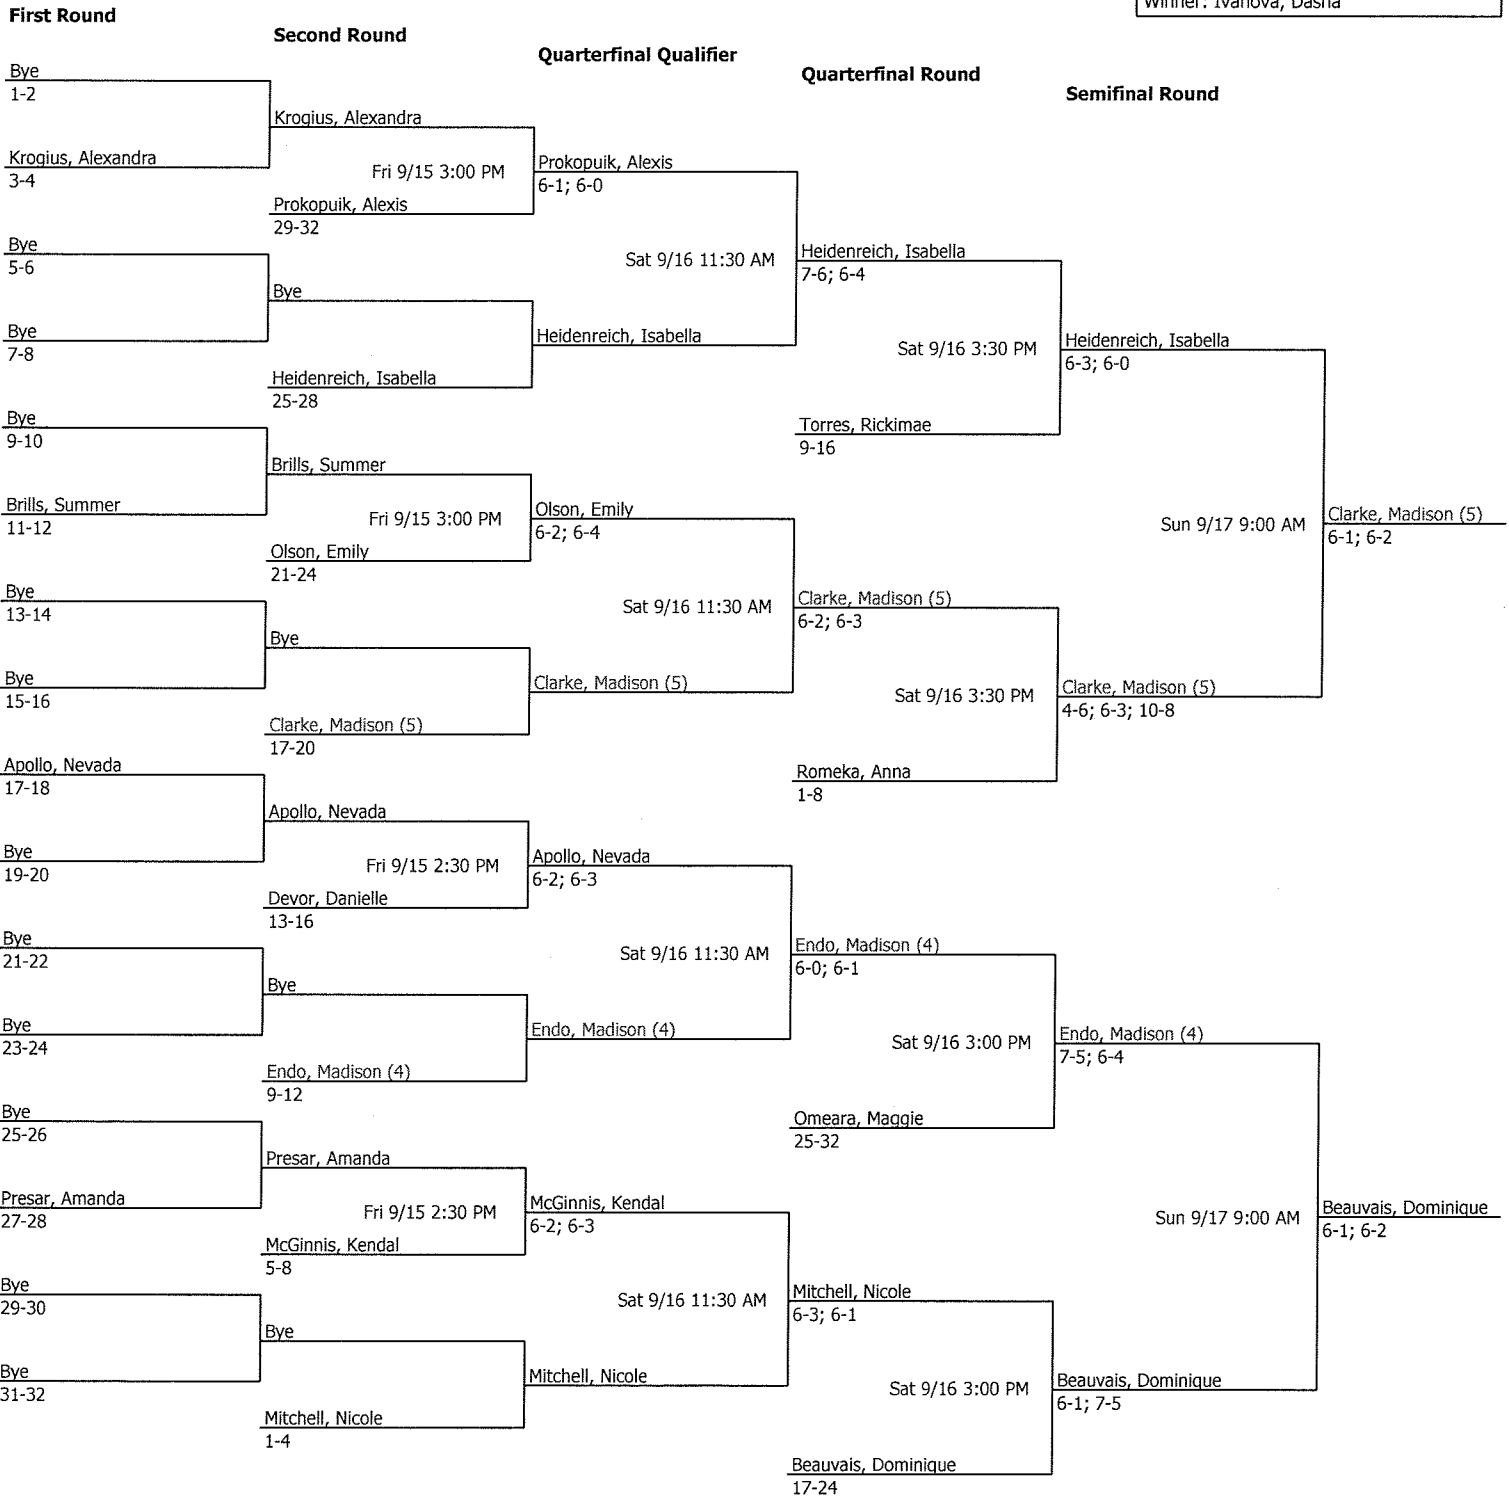 Winner: Ivanova, Dasha
First Round
Second Round
Quarterfinal Qualifier
Quarterfinal Round
Semifinal Round
Bye
1-2
Krogius, Alexandra
Krogius, Alexandra
3-4
Fri 9/15 3:00 PM
Prokopuik, Alexis
6-1; 6-0
Prokopuik, Alexis
29-32
Bye
5-6
Sat 9/16 11:30 AM
Heidenreich, Isabella
7-6; 6-4
Bye
Bye
7-8
Heidenreich, Isabella
Sat 9/16 3:30 PM
Heidenreich, Isabella
6-3; 6-0
Heidenreich, Isabella
25-28
Bye
9-10
Torres, Rickimae
9-16
Brills, Summer
Brills, Summer
11-12
Fri 9/15 3:00 PM
Olson, Emily
6-2; 6-4
Sun 9/17 9:00 AM
Clarke, Madison (5)
6-1; 6-2
Olson, Emily
21-24
Bye
13-14
Sat 9/16 11:30 AM
Clarke, Madison (5)
6-2; 6-3
Bye
Bye
15-16
Clarke, Madison (5)
Sat 9/16 3:30 PM
Clarke, Madison (5)
4-6; 6-3; 10-8
Clarke, Madison (5)
17-20
Apollo, Nevada
17-18
Romeka, Anna
1-8
Apollo, Nevada
Bye
19-20
Fri 9/15 2:30 PM
Apollo, Nevada
6-2; 6-3
Devor, Danielle
13-16
Bye
21-22
Sat 9/16 11:30 AM
Endo, Madison (4)
6-0; 6-1
Bye
Bye
23-24
Endo, Madison (4)
Sat 9/16 3:00 PM
Endo, Madison (4)
7-5; 6-4
Endo, Madison (4)
9-12
Bye
25-26
Omeara, Maggie
25-32
Presar, Amanda
Presar, Amanda
27-28
Fri 9/15 2:30 PM
McGinnis, Kendal
6-2; 6-3
Sun 9/17 9:00 AM
Beauvais, Dominique
6-1; 6-2
McGinnis, Kendal
5-8
Bye
29-30
Sat 9/16 11:30 AM
Mitchell, Nicole
6-3; 6-1
Bye
Bye
31-32
Mitchell, Nicole
Sat 9/16 3:00 PM
Beauvais, Dominique
6-1; 7-5
Mitchell, Nicole
1-4
Beauvais, Dominique
17-24